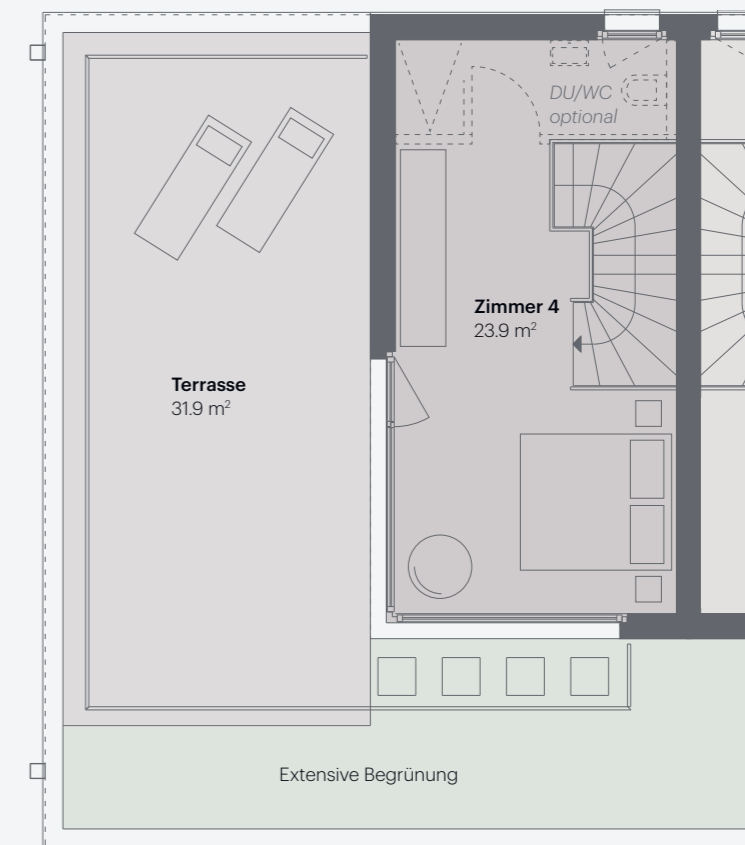 DU/WC
optional
Zimmer 4
23.9 m²
Terrasse
31.9 m²
Extensive Begrünung